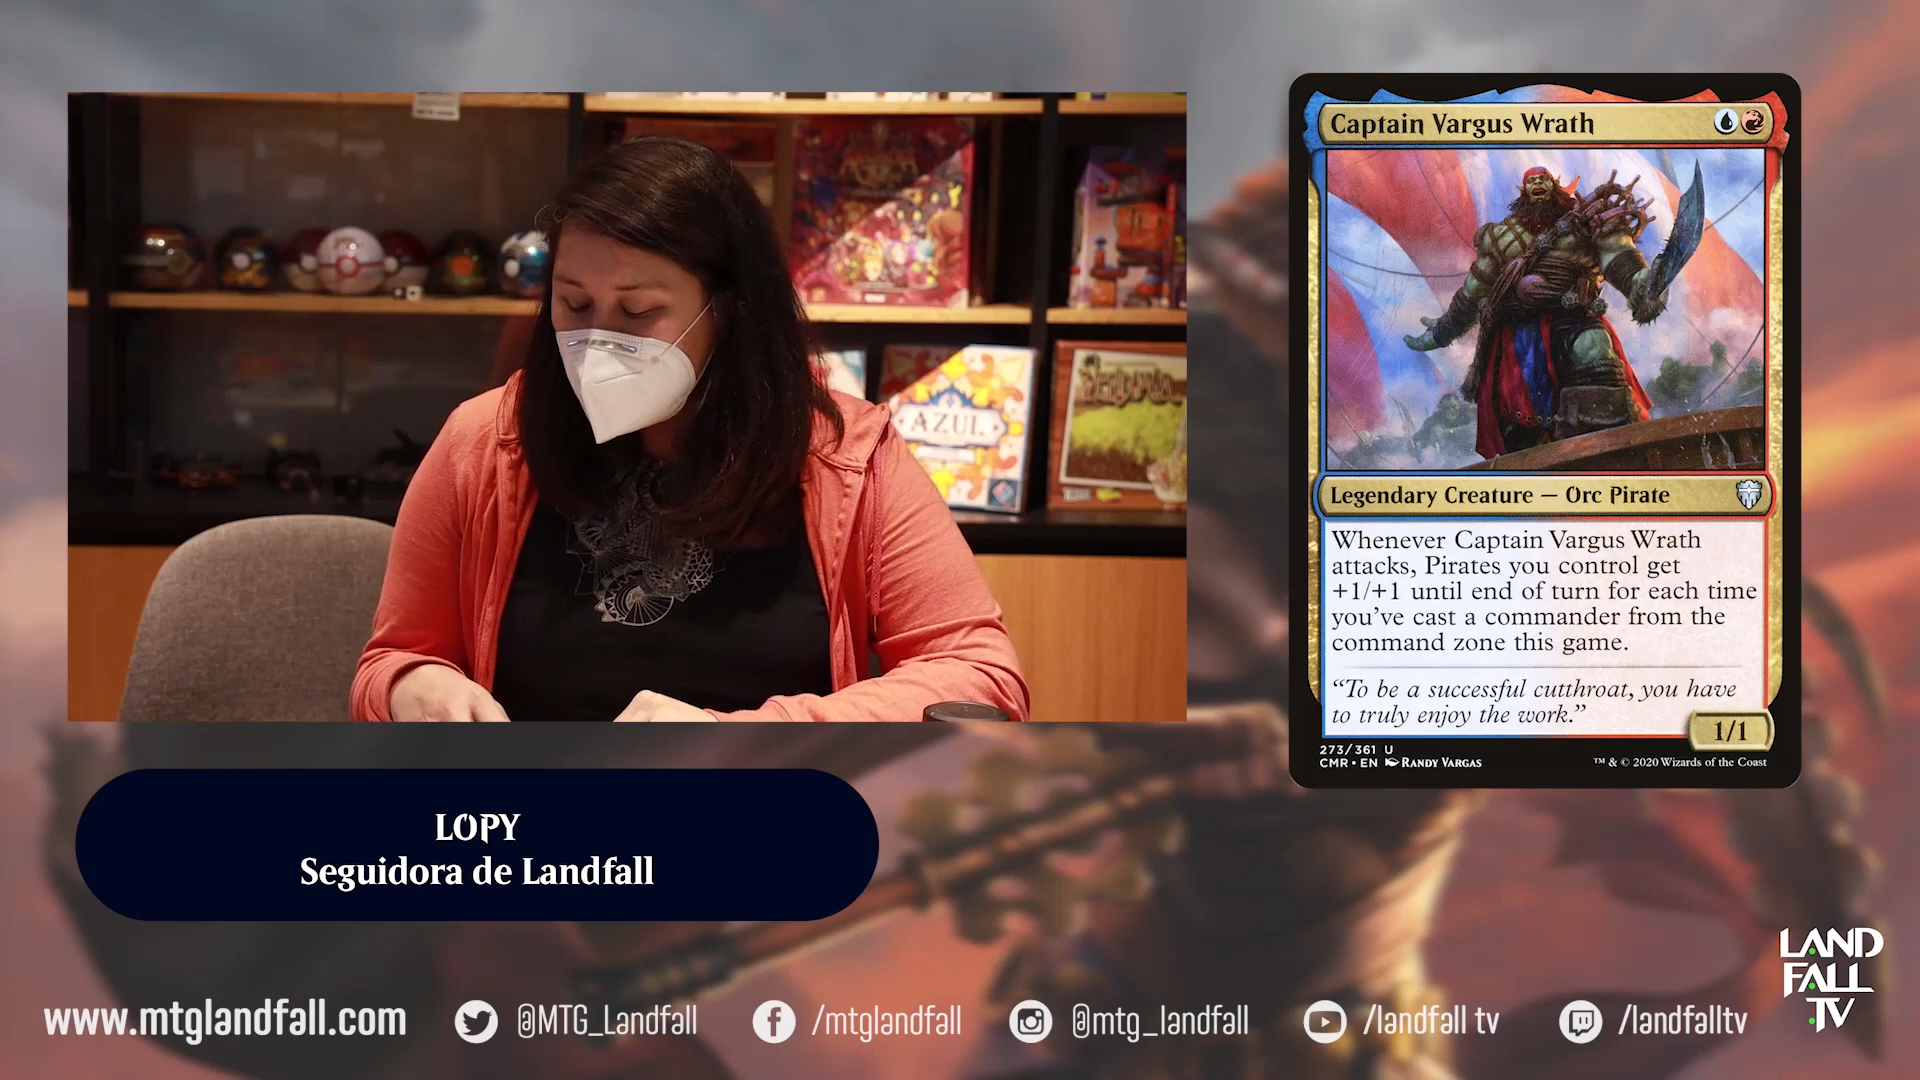 AZUL
Captain Vargus Wrath
Legendary Creature — Orc Pirate
Whenever Captain Vargus Wrath
attacks, Pirates you control get
+1/+1 until end of turn for each time
you've cast a commander from the
command zone this game.
“To be a successful cutthroat, you have
to truly enjoy the work.”
1/1
273/361 U
CMR • EN RANDY VARGAS
™ & © 2020 Wizards of the Coast
LOPY
Seguidora de Landfall
LAND
FALL
TV
www.mtglandfall.com
@MTG_Landfall
/mtglandfall
@mtg_landfall
/landfall tv
/landfalltv